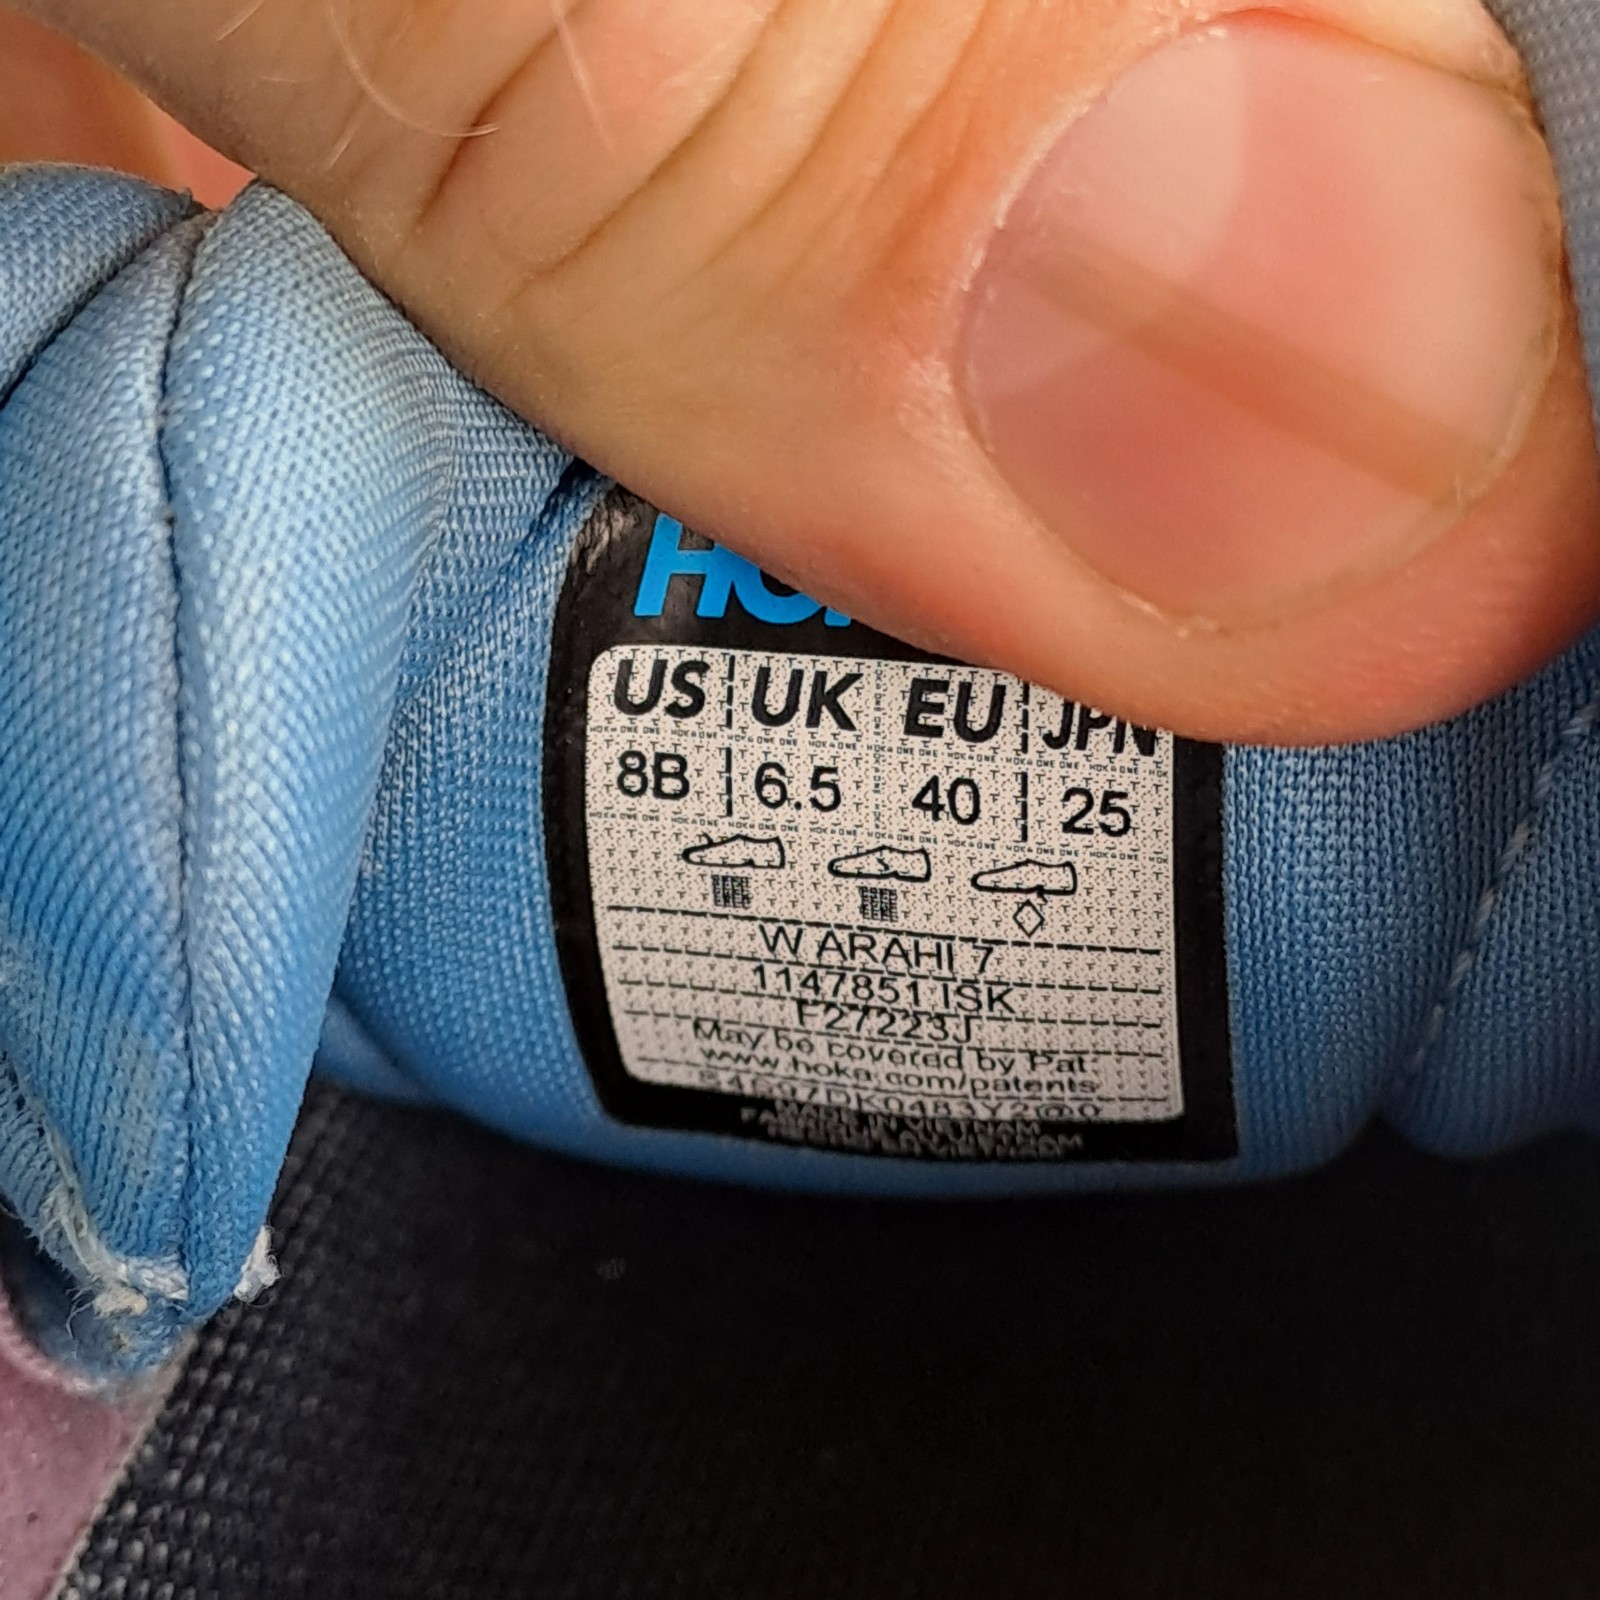 US UK EU JPN
8B 6.5 40 25
W ARAHI 7
1147851 ISK
F27223J
May be covered by Pat:
www.hoka.com/patents
MADE IN VIETNAM